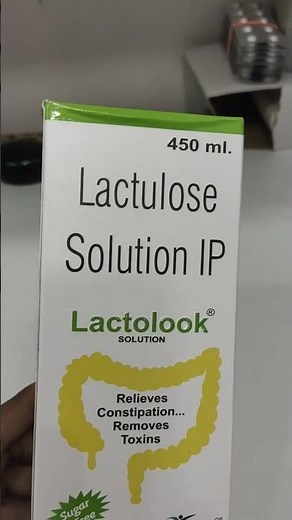 450 ml.
Lactulose
Solution IP
Lactolook®
SOLUTION
Relieves
Constipation...
Removes
Toxins
Sugar
Free